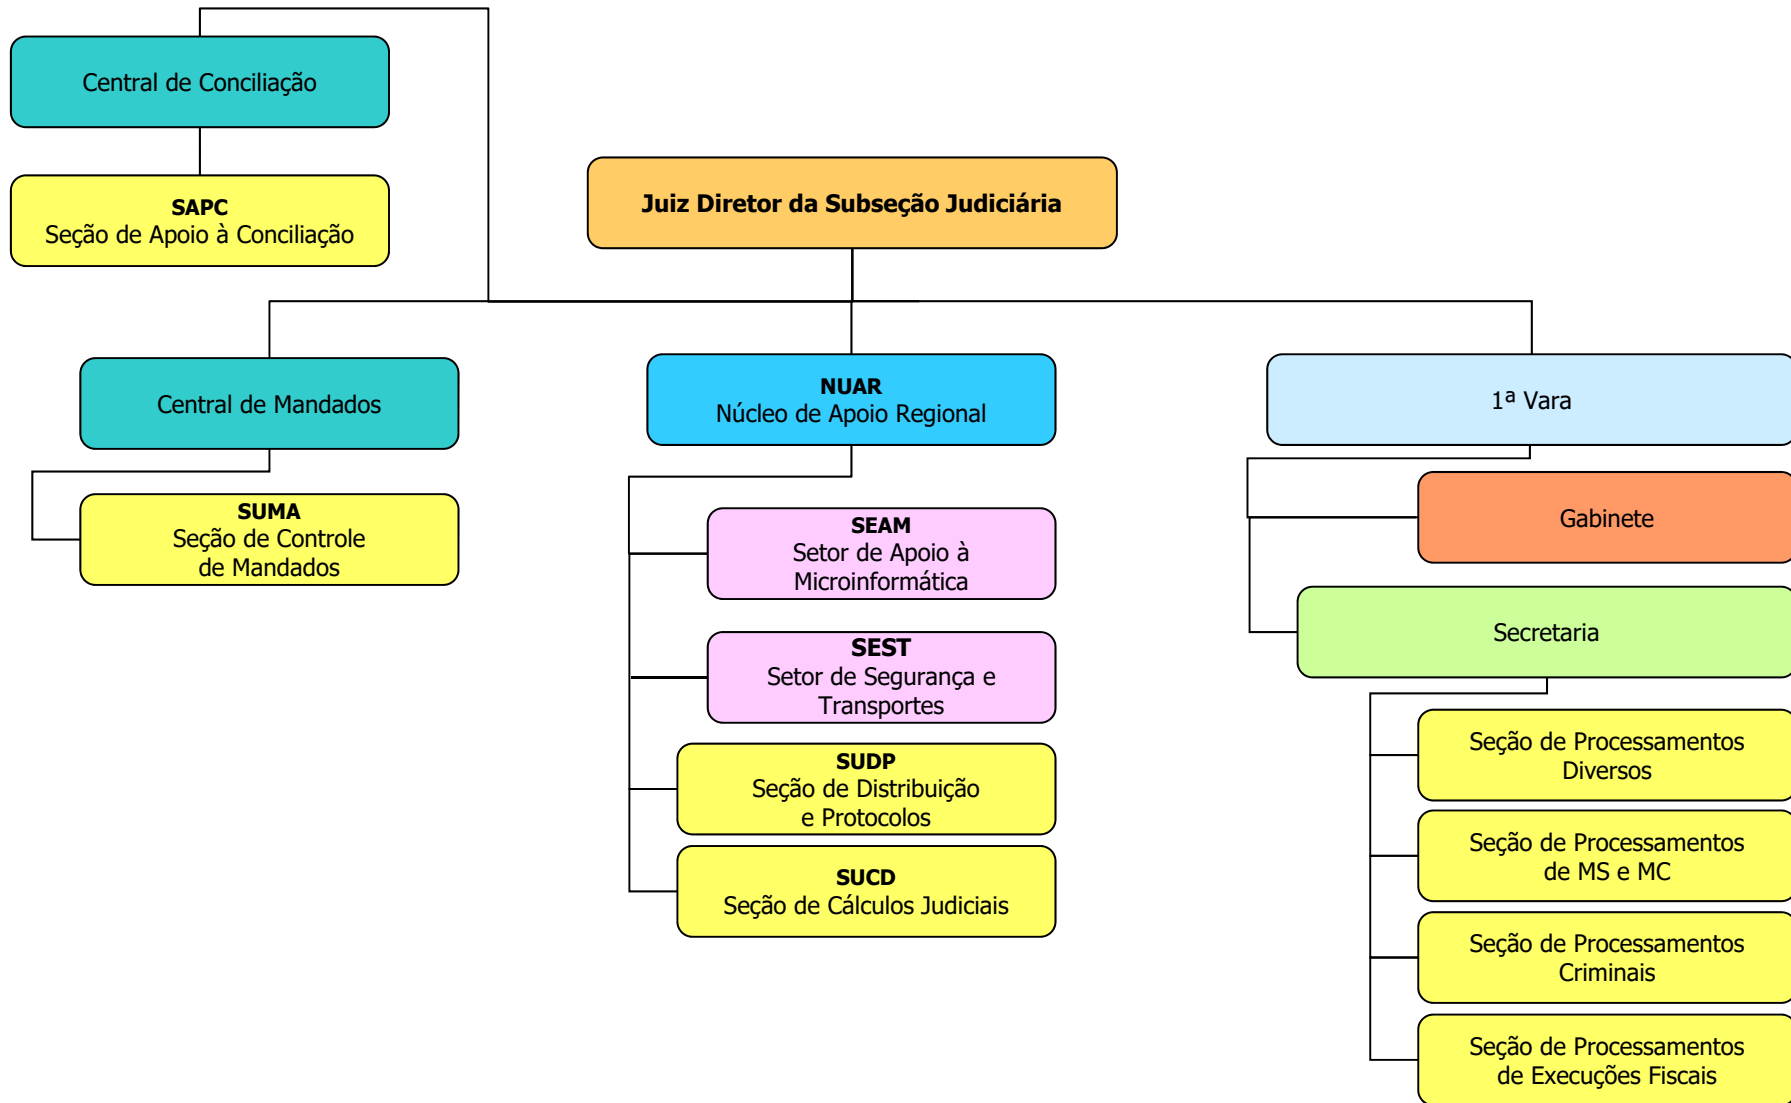 Central de Conciliação
SAPC
Seção de Apoio à Conciliação
Juiz Diretor da Subseção Judiciária
Central de Mandados
SUMA
Seção de Controle
de Mandados
NUAR
Núcleo de Apoio Regional
SEAM
Setor de Apoio à
Microinformática
SEST
Setor de Segurança e
Transportes
SUDP
Seção de Distribuição
e Protocolos
SUCD
Seção de Cálculos Judiciais
1ª Vara
Gabinete
Secretaria
Seção de Processamentos
Diversos
Seção de Processamentos
de MS e MC
Seção de Processamentos
Criminais
Seção de Processamentos
de Execuções Fiscais